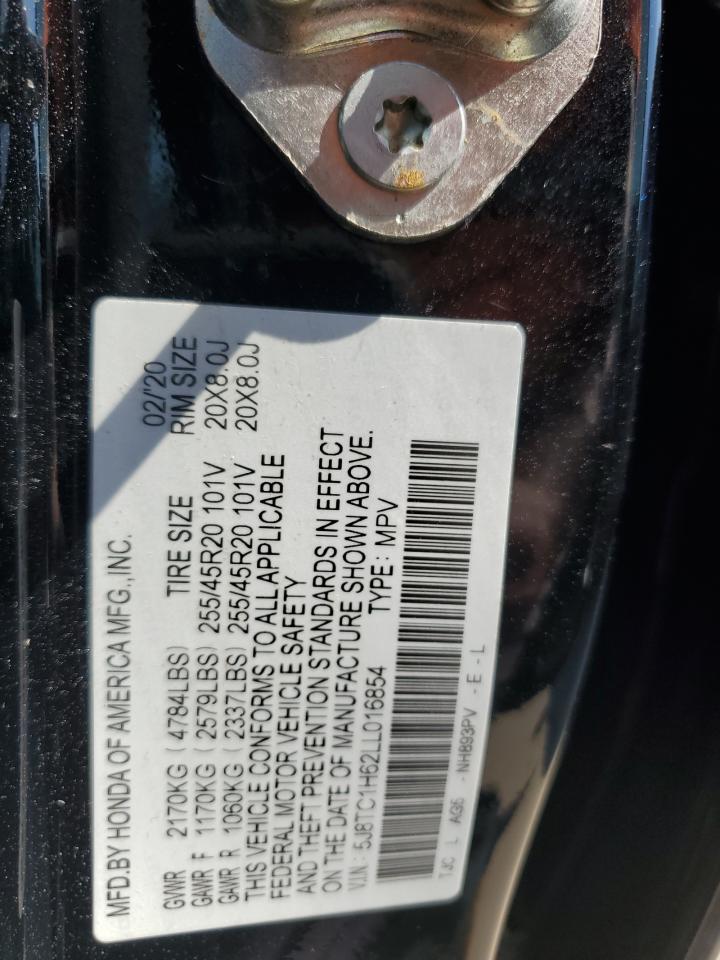 MFD.BY HONDA OF AMERICA MFG.,INC. 02/'20
GVWR 2170KG ( 4784LBS) TIRE SIZE RIM SIZE
GAWR F 1170KG ( 2579LBS) 255/45R20 101V 20X8.0J
GAWR R 1060KG ( 2337LBS) 255/45R20 101V 20X8.0J
THIS VEHICLE CONFORMS TO ALL APPLICABLE
FEDERAL MOTOR VEHICLE SAFETY
AND THEFT PREVENTION STANDARDS IN EFFECT
ON THE DATE OF MANUFACTURE SHOWN ABOVE.
V.I.N.: 5J8TC1H62LL016854 TYPE: MPV
TJC L AG6 - NH893PV - E - L